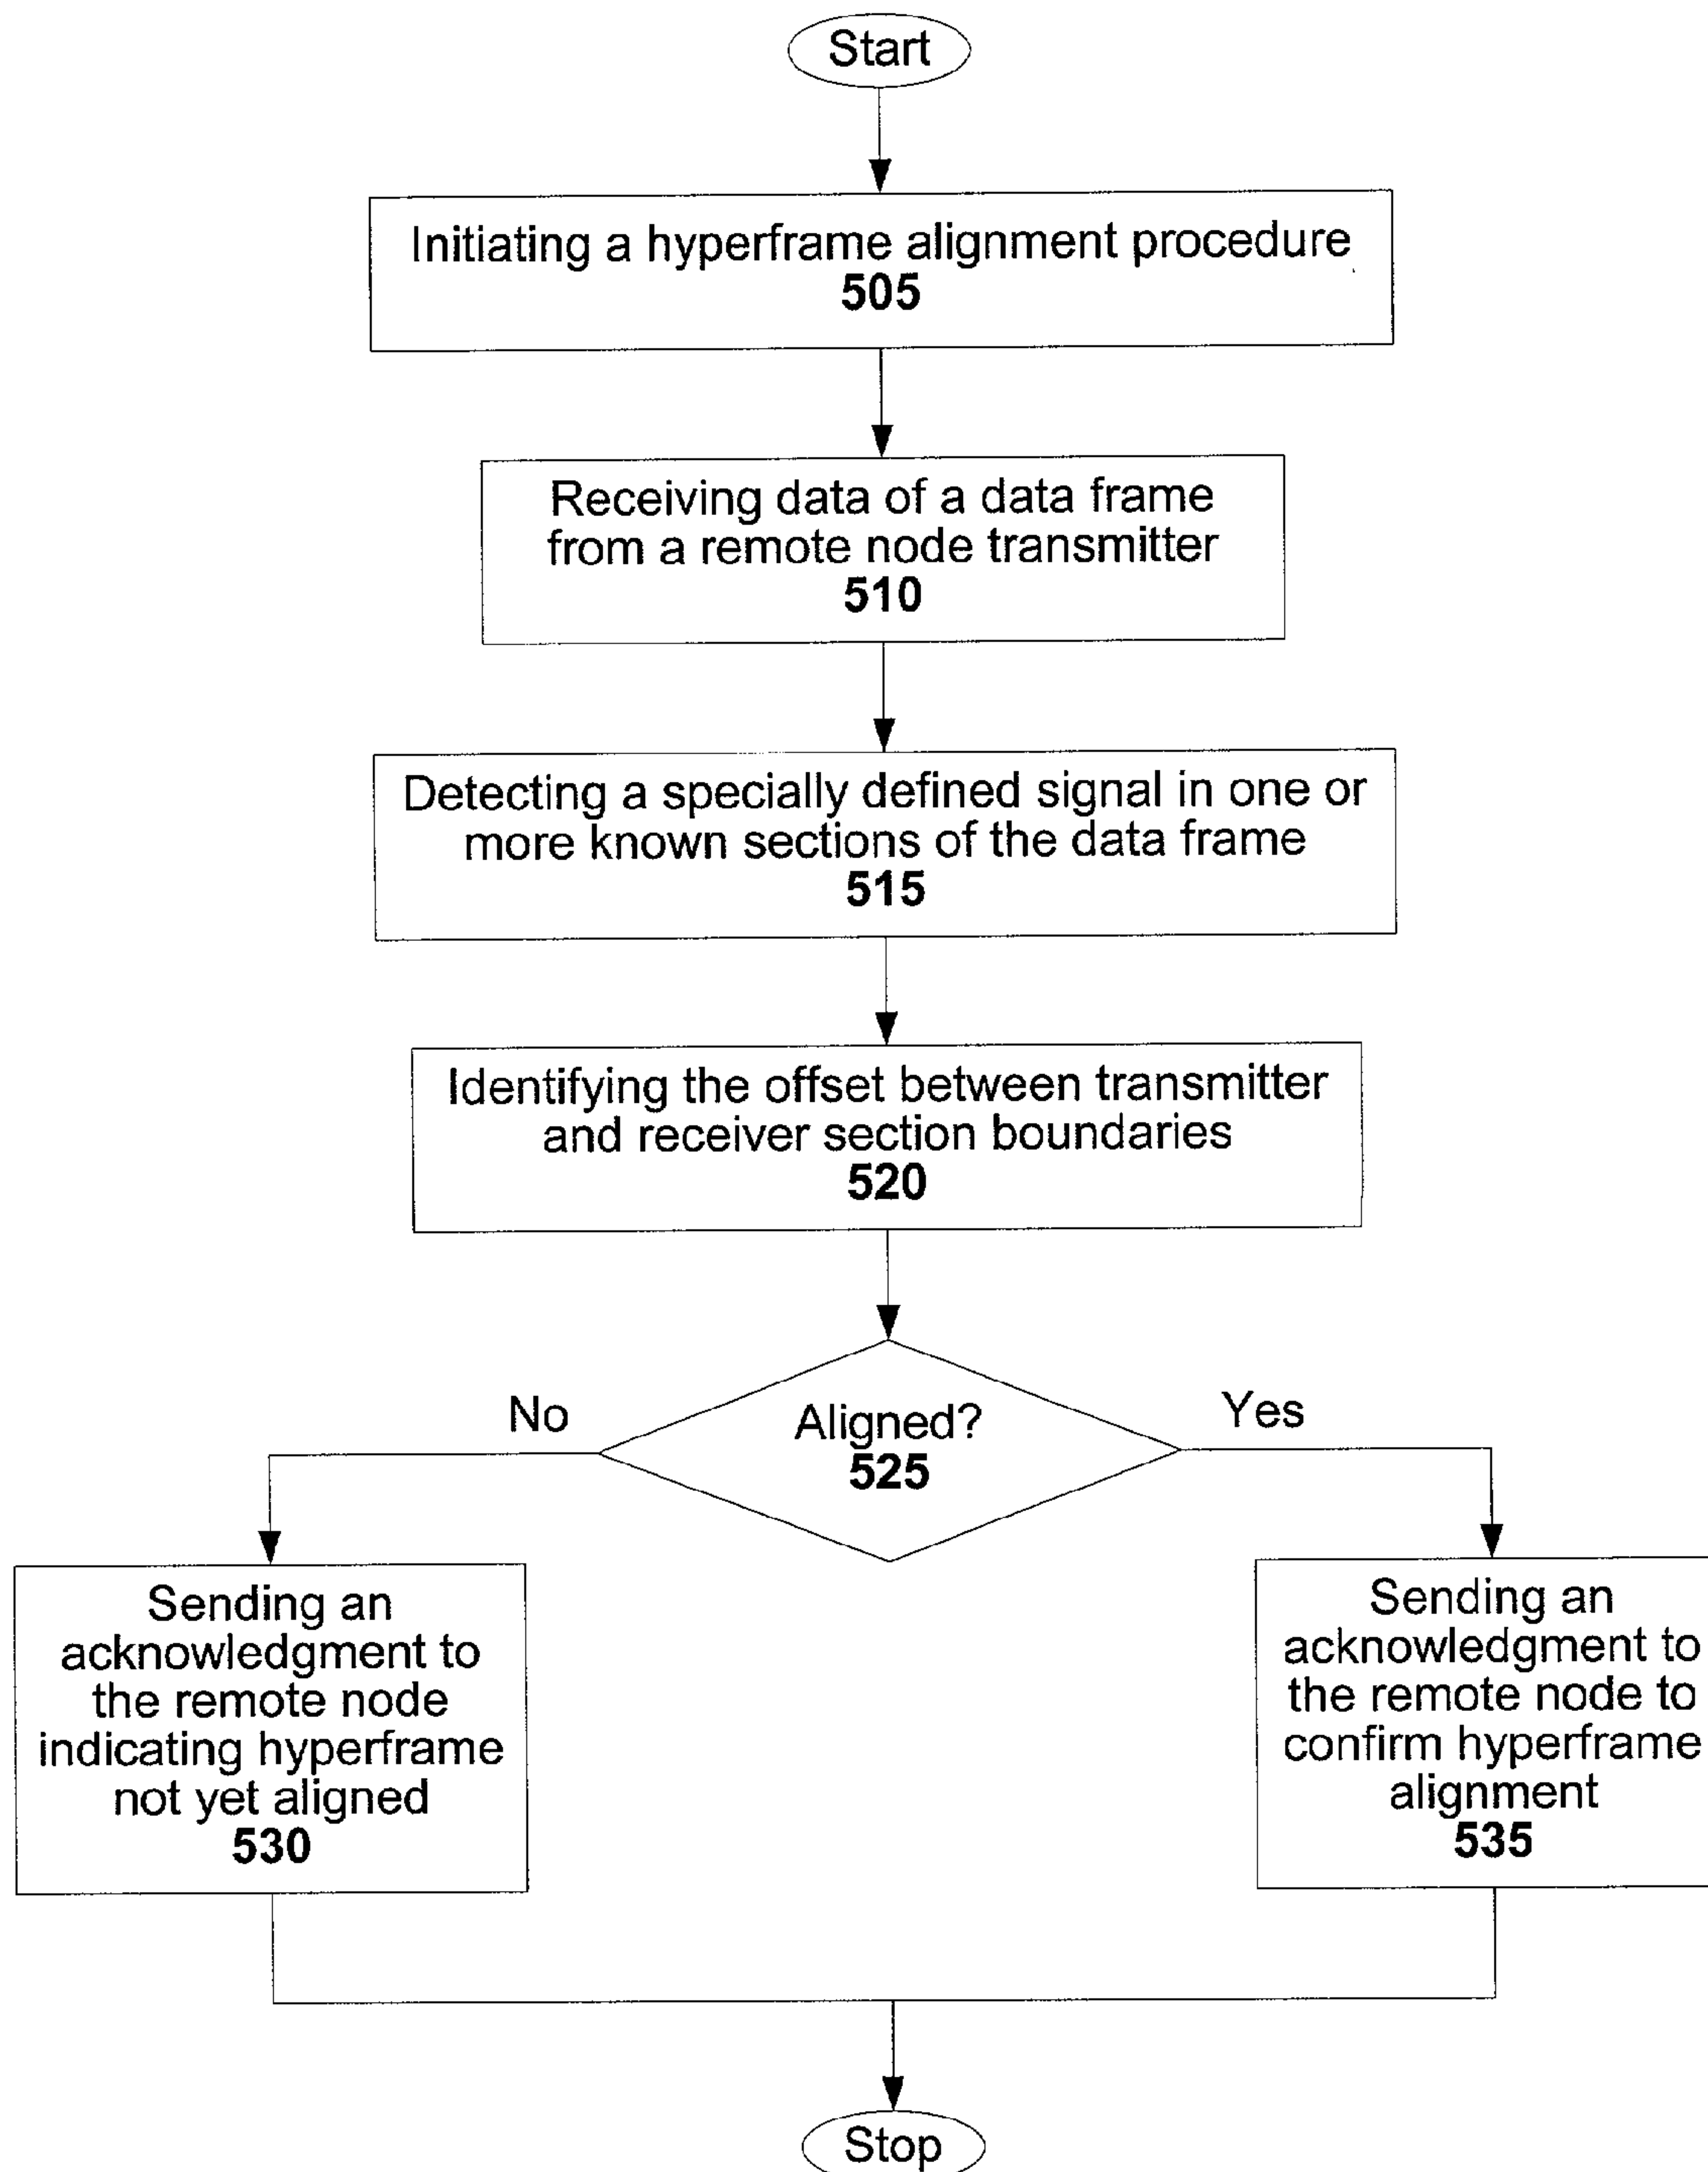 Start
Initiating a hyperframe alignment procedure
505
Receiving data of a data frame
from a remote node transmitter
510
Detecting a specially defined signal in one or
more known sections of the data frame
515
Identifying the offset between transmitter
and receiver section boundaries
520
Aligned?
525
No
Yes
Sending an
acknowledgment to
the remote node
indicating hyperframe
not yet aligned
530
Sending an
acknowledgment to
the remote node to
confirm hyperframe
alignment
535
Stop